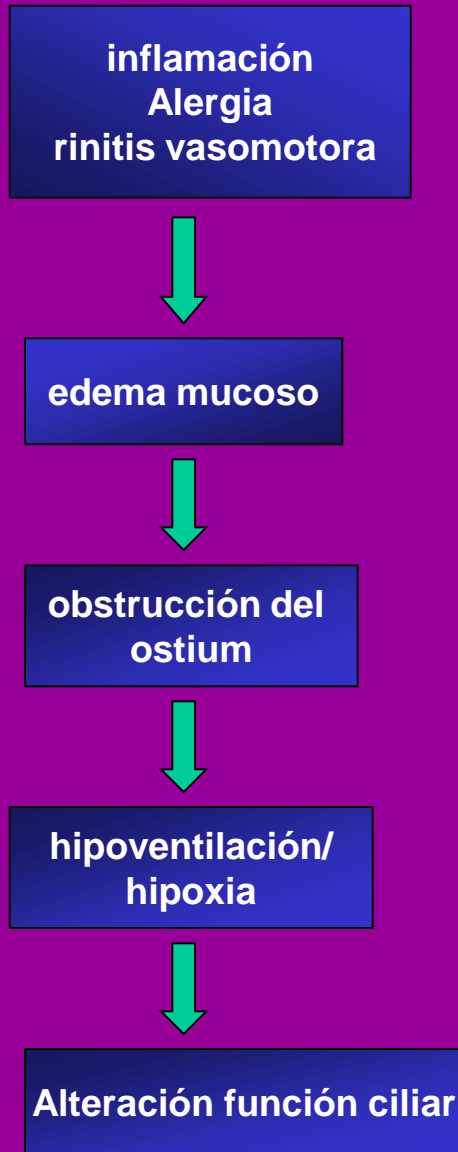 inflamación
Alergia
rinitis vasomotora
edema mucoso
obstrucción del
ostium
hipoventilación/
hipoxia
Alteración función ciliar